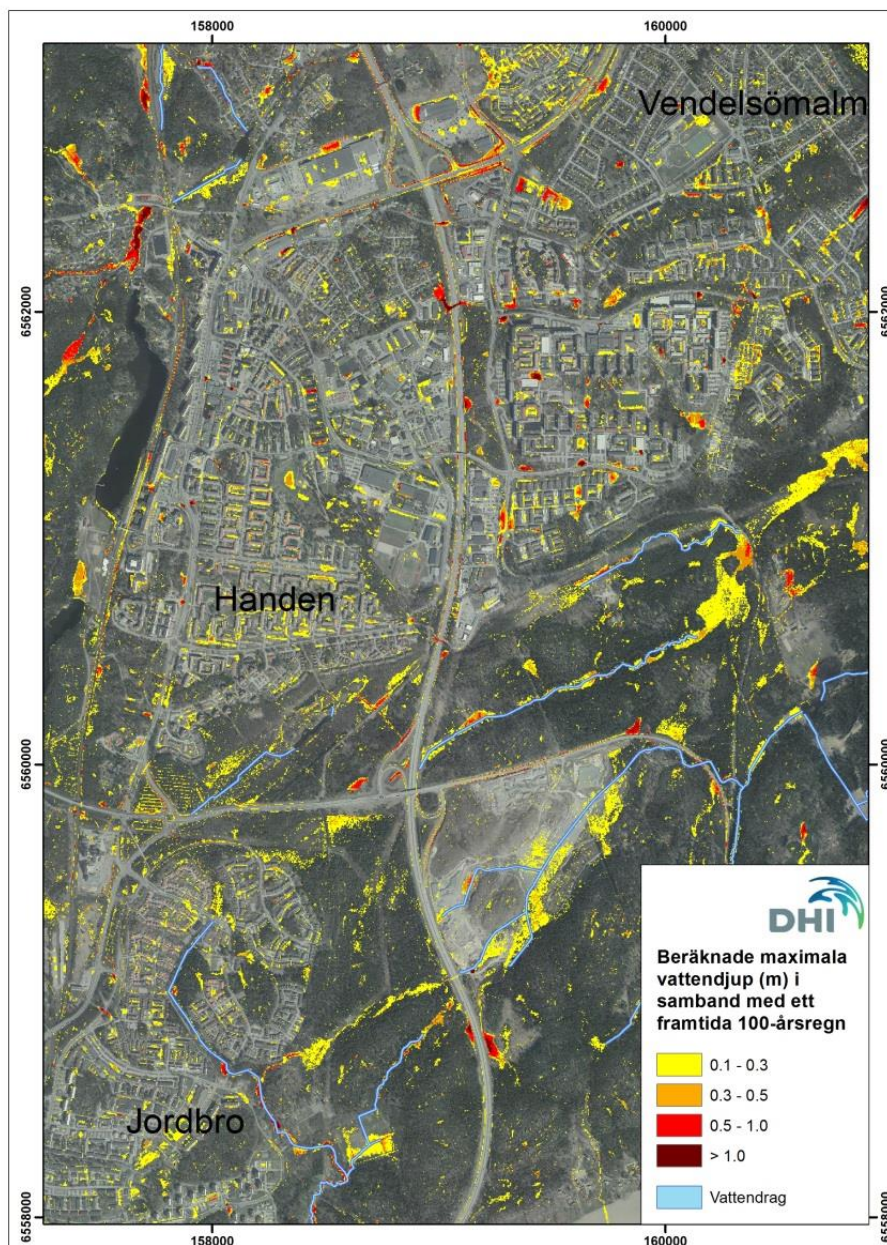 158000
160000
Vendelsömalm
6562000
6562000
Handen
6560000
6560000
DHI
Beräknade maximala
vattendjup (m) i
samband med ett
framtida 100-årsregn
0.1 - 0.3
0.3 - 0.5
0.5 - 1.0
> 1.0
Vattendrag
Jordbro
6558000
6558000
158000
160000